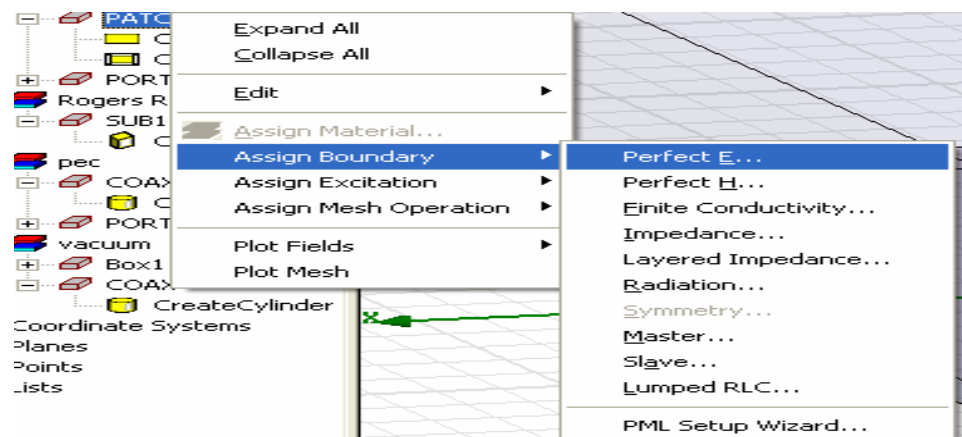 PATC
C
C
PORT
Rogers R
SUB1
C
pec
COAX
C
PORT
vacuum
Box1
COAX
CreateCylinder
Coordinate Systems
Planes
Points
Lists
Expand All
Collapse All
Edit
Assign Material...
Assign Boundary
Assign Excitation
Assign Mesh Operation
Plot Fields
Plot Mesh
Perfect E...
Perfect H...
Finite Conductivity...
Impedance...
Layered Impedance...
Radiation...
Symmetry...
Master...
Slave...
Lumped RLC...
PML Setup Wizard...
X